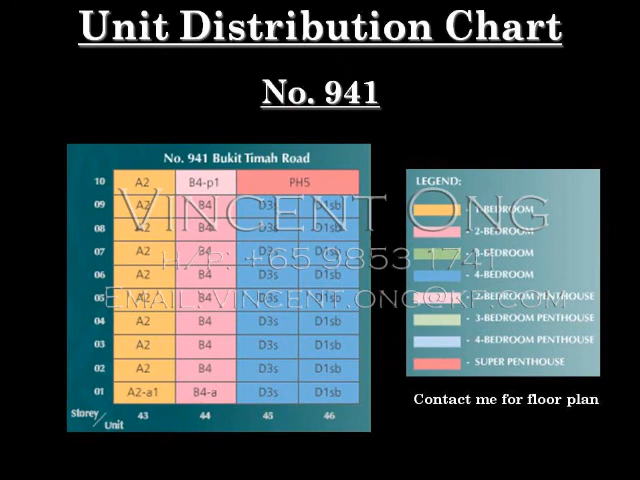 Unit Distribution Chart
No. 941
No. 941 Bukit Timah Road
10 A2 B4-p1 PH5
09 A2 B4 D3s D1sb
08 A2 B4 D3s D1sb
07 A2 B4 D3s D1sb
06 A2 B4 D3s D1sb
05 A2 B4 D3s D1sb
04 A2 B4 D3s D1sb
03 A2 B4 D3s D1sb
02 A2 B4 D3s D1sb
01 A2-a1 B4-a D3s D1sb
Storey/Unit 43 44 45 46
LEGEND:
- 1-BEDROOM
- 2-BEDROOM
- 3-BEDROOM
- 4-BEDROOM
- 2-BEDROOM PENTHOUSE
- 3-BEDROOM PENTHOUSE
- 4-BEDROOM PENTHOUSE
- SUPER PENTHOUSE
Contact me for floor plan
VINCENT ONG
H/P: +65 9853 1741
EMAIL: VINCENT.ONG@KF.COM